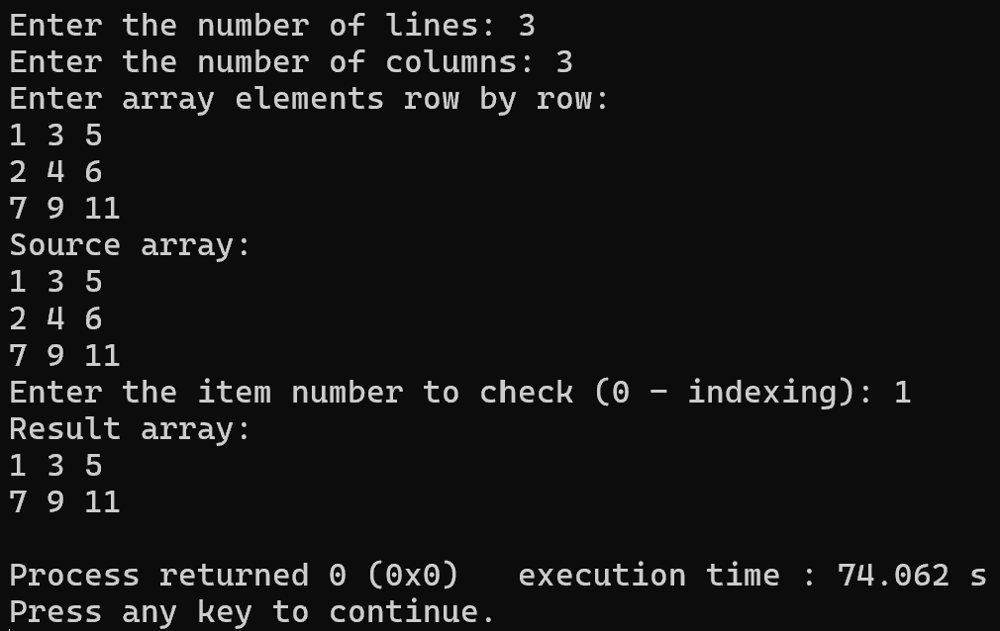 Enter the number of lines: 3
Enter the number of columns: 3
Enter array elements row by row:
1 3 5
2 4 6
7 9 11
Source array:
1 3 5
2 4 6
7 9 11
Enter the item number to check (0 - indexing): 1
Result array:
1 3 5
7 9 11

Process returned 0 (0x0)   execution time : 74.062 s
Press any key to continue.